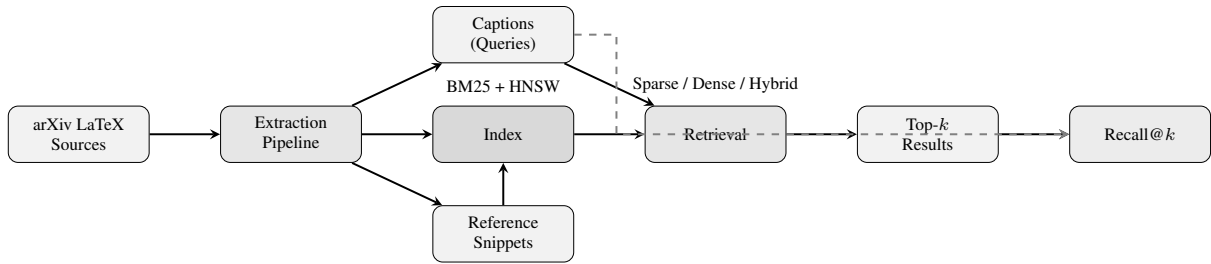 Captions
(Queries)
BM25 + HNSW
Sparse / Dense / Hybrid
arXiv LaTeX
Sources
Extraction
Pipeline
Index
Retrieval
Top-k
Results
Recall@k
Reference
Snippets